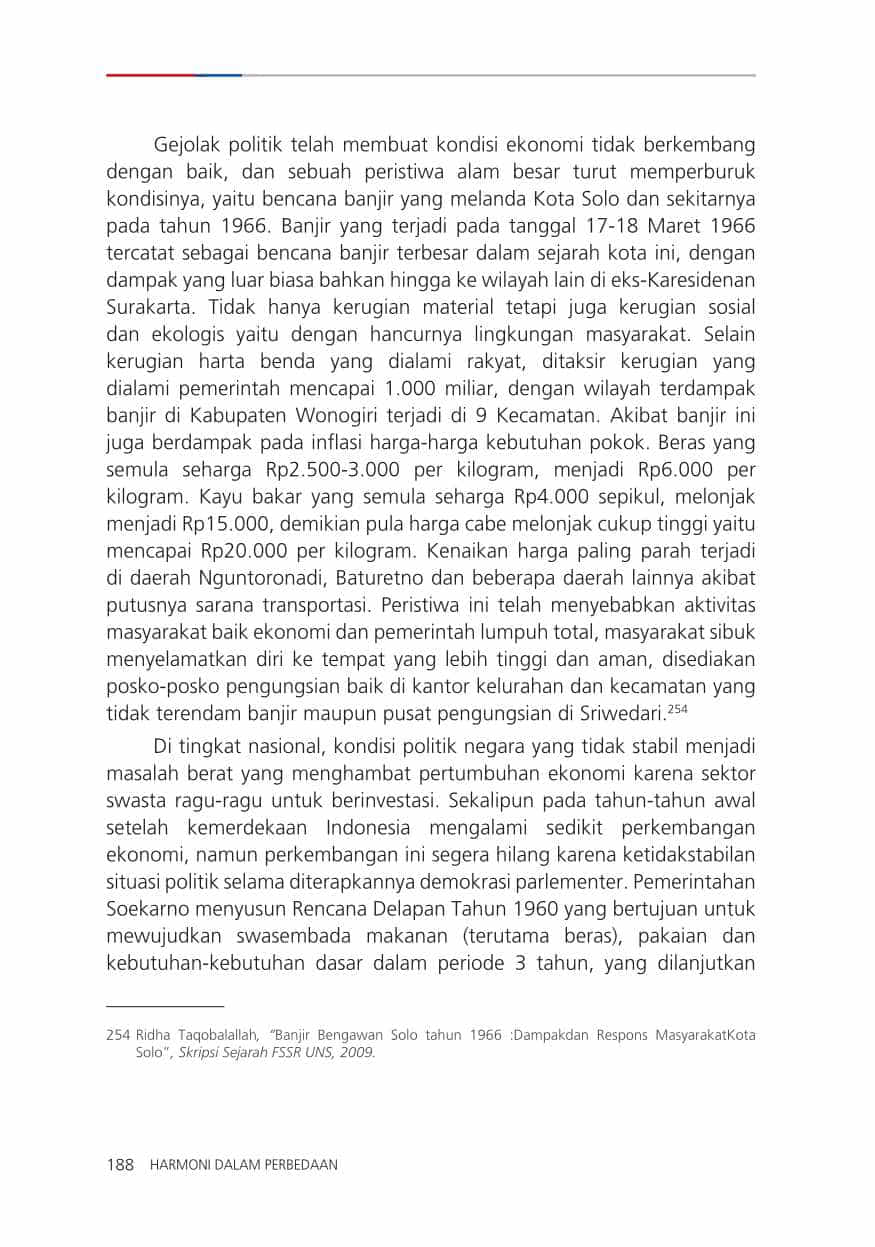 Gejolak politik telah membuat kondisi ekonomi tidak berkembang
dengan baik, dan sebuah peristiwa alam besar turut memperburuk
kondisinya, yaitu bencana banjir yang melanda Kota Solo dan sekitarnya
pada tahun 1966. Banjir yang terjadi pada tanggal 17-18 Maret 1966
tercatat sebagai bencana banjir terbesar dalam sejarah kota ini, dengan
dampak yang luar biasa bahkan hingga ke wilayah lain di eks-Karesidenan
Surakarta. Tidak hanya kerugian material tetapi juga kerugian sosial
dan ekologis yaitu dengan hancurnya lingkungan masyarakat. Selain
kerugian harta benda yang dialami rakyat, ditaksir kerugian yang
dialami pemerintah mencapai 1.000 miliar, dengan wilayah terdampak
banjir di Kabupaten Wonogiri terjadi di 9 Kecamatan. Akibat banjir ini
juga berdampak pada inflasi harga-harga kebutuhan pokok. Beras yang
semula seharga Rp2.500-3.000 per kilogram, menjadi Rp6.000 per
kilogram. Kayu bakar yang semula seharga Rp4.000 sepikul, melonjak
menjadi Rp15.000, demikian pula harga cabe melonjak cukup tinggi yaitu
mencapai Rp20.000 per kilogram. Kenaikan harga paling parah terjadi
di daerah Nguntoronadi, Baturetno dan beberapa daerah lainnya akibat
putusnya sarana transportasi. Peristiwa ini telah menyebabkan aktivitas
masyarakat baik ekonomi dan pemerintah lumpuh total, masyarakat sibuk
menyelamatkan diri ke tempat yang lebih tinggi dan aman, disediakan
posko-posko pengungsian baik di kantor kelurahan dan kecamatan yang
tidak terendam banjir maupun pusat pengungsian di Sriwedari.254
Di tingkat nasional, kondisi politik negara yang tidak stabil menjadi
masalah berat yang menghambat pertumbuhan ekonomi karena sektor
swasta ragu-ragu untuk berinvestasi. Sekalipun pada tahun-tahun awal
setelah kemerdekaan Indonesia mengalami sedikit perkembangan
ekonomi, namun perkembangan ini segera hilang karena ketidakstabilan
situasi politik selama diterapkannya demokrasi parlementer. Pemerintahan
Soekarno menyusun Rencana Delapan Tahun 1960 yang bertujuan untuk
mewujudkan swasembada makanan (terutama beras), pakaian dan
kebutuhan-kebutuhan dasar dalam periode 3 tahun, yang dilanjutkan
254 Ridha Taqobalallah, "Banjir Bengawan Solo tahun 1966 :Dampakdan Respons MasyarakatKota
Solo", Skripsi Sejarah FSSR UNS, 2009.
188 HARMONI DALAM PERBEDAAN